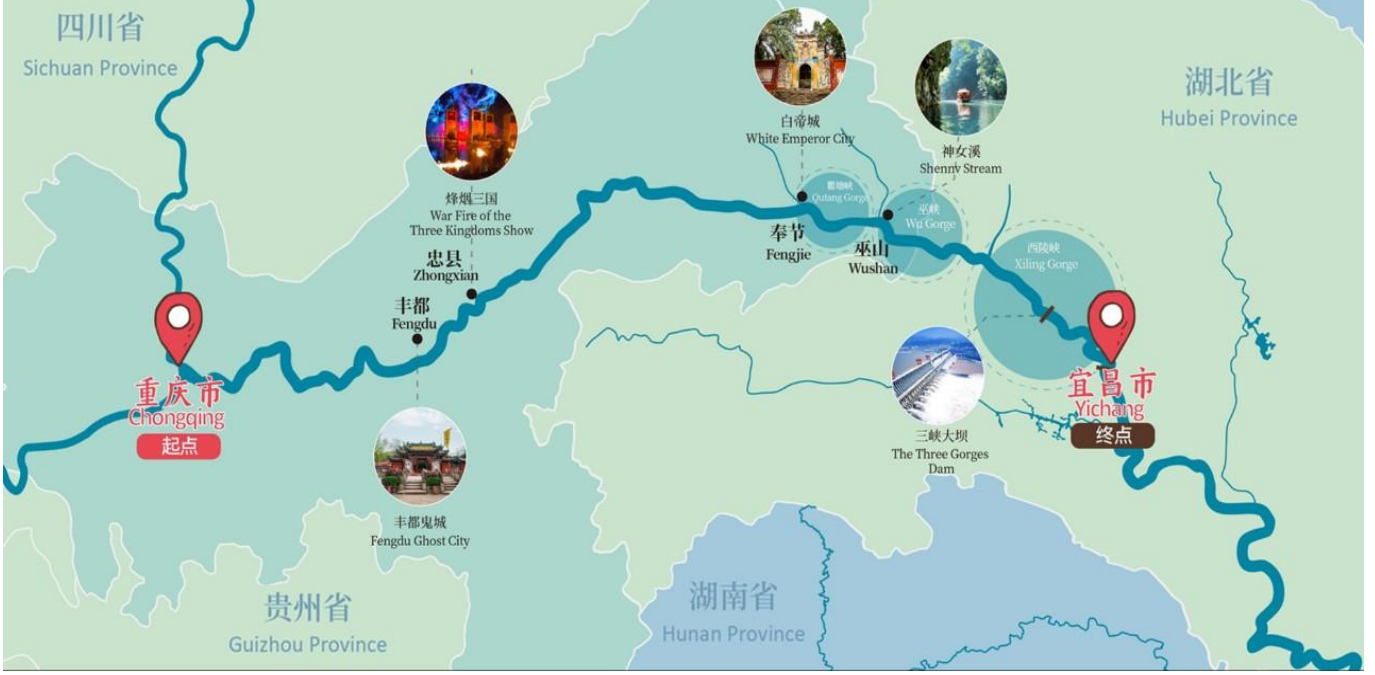 四川省
Sichuan Province
烽烟三国
War Fire of the
Three Kingdoms Show
忠县
Zhongxian
丰都
Fengdu
重庆市
Chongqing
起点
丰都鬼城
Fengdu Ghost City
贵州省
Guizhou Province
白帝城
White Emperor City
神女溪
Shennv Stream
湖北省
Hubei Province
瞿塘峡
Qutang Gorge
奉节
Fengjie
巫峡
Wu Gorge
巫山
Wushan
西陵峡
Xiling Gorge
三峡大坝
The Three Gorges
Dam
宜昌市
Yichang
终点
湖南省
Hunan Province